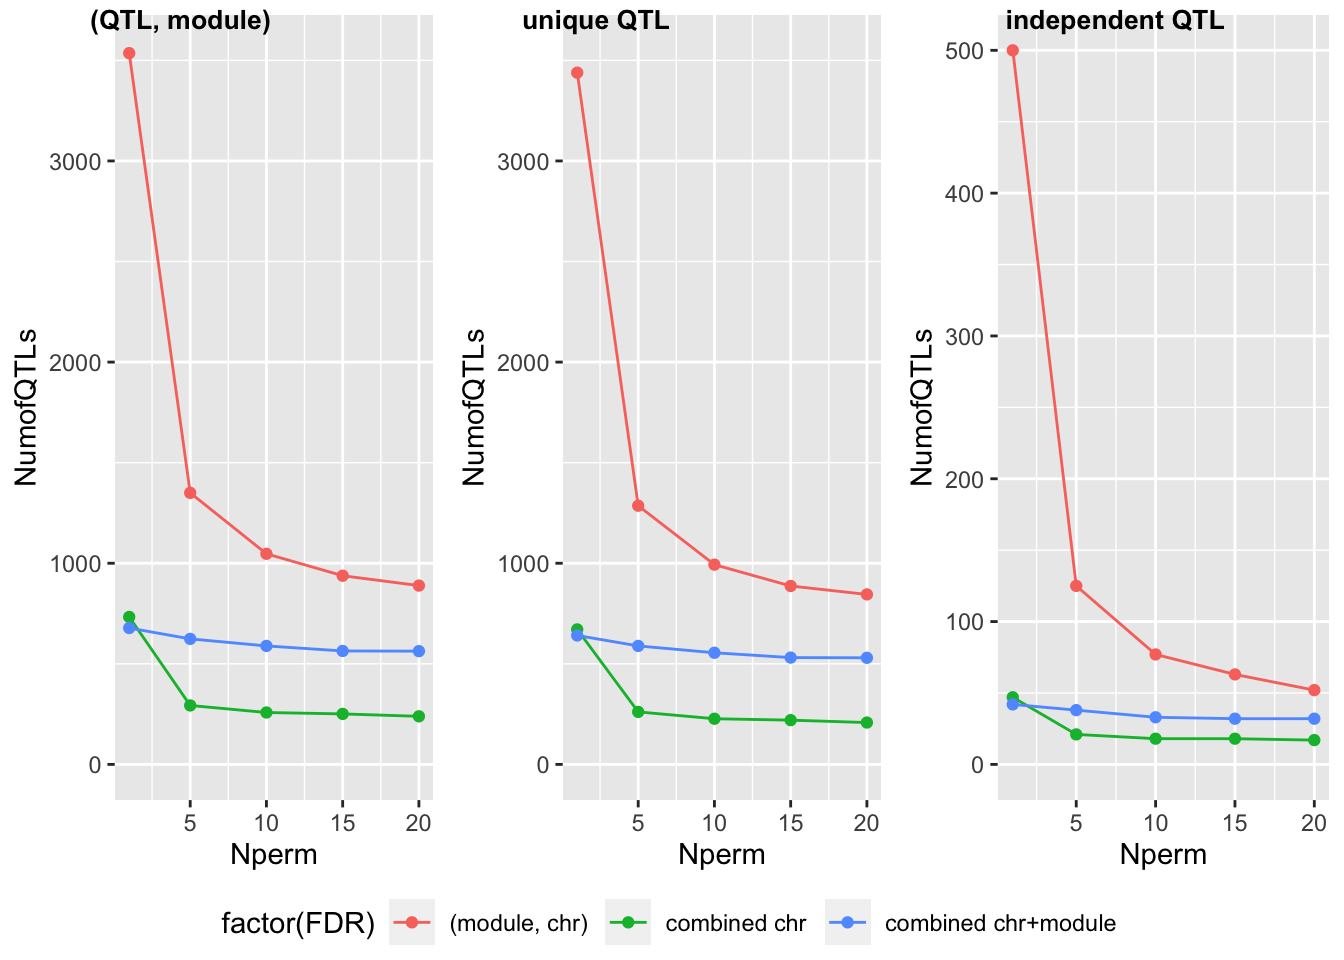 (QTL, module)
NumofQTLs
3000
2000
1000
0
5 10 15 20
Nperm
unique QTL
NumofQTLs
3000
2000
1000
0
5 10 15 20
Nperm
independent QTL
NumofQTLs
500
400
300
200
100
0
5 10 15 20
Nperm
factor(FDR) (module, chr) combined chr combined chr+module